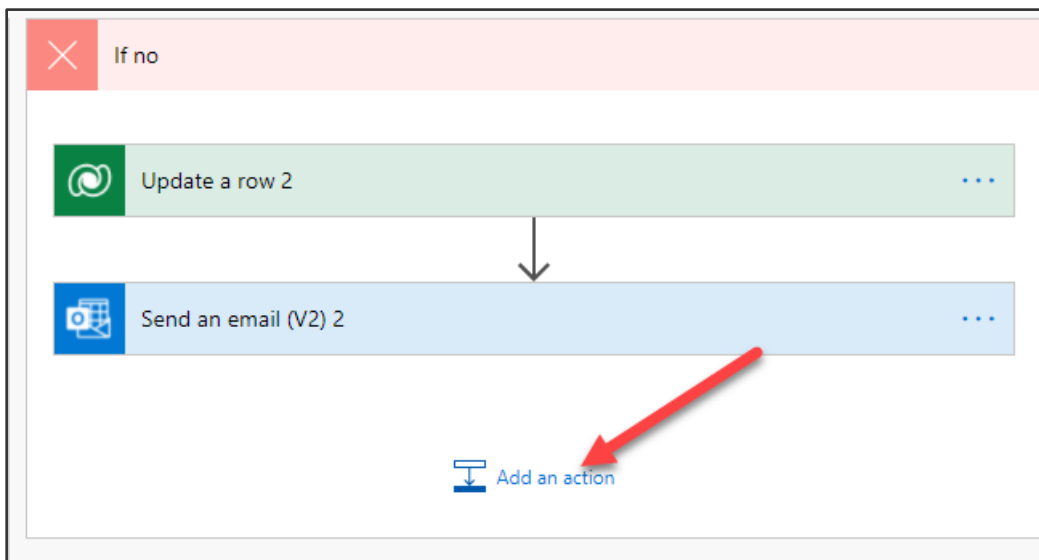 If no
Update a row 2
Send an email (V2) 2
Add an action